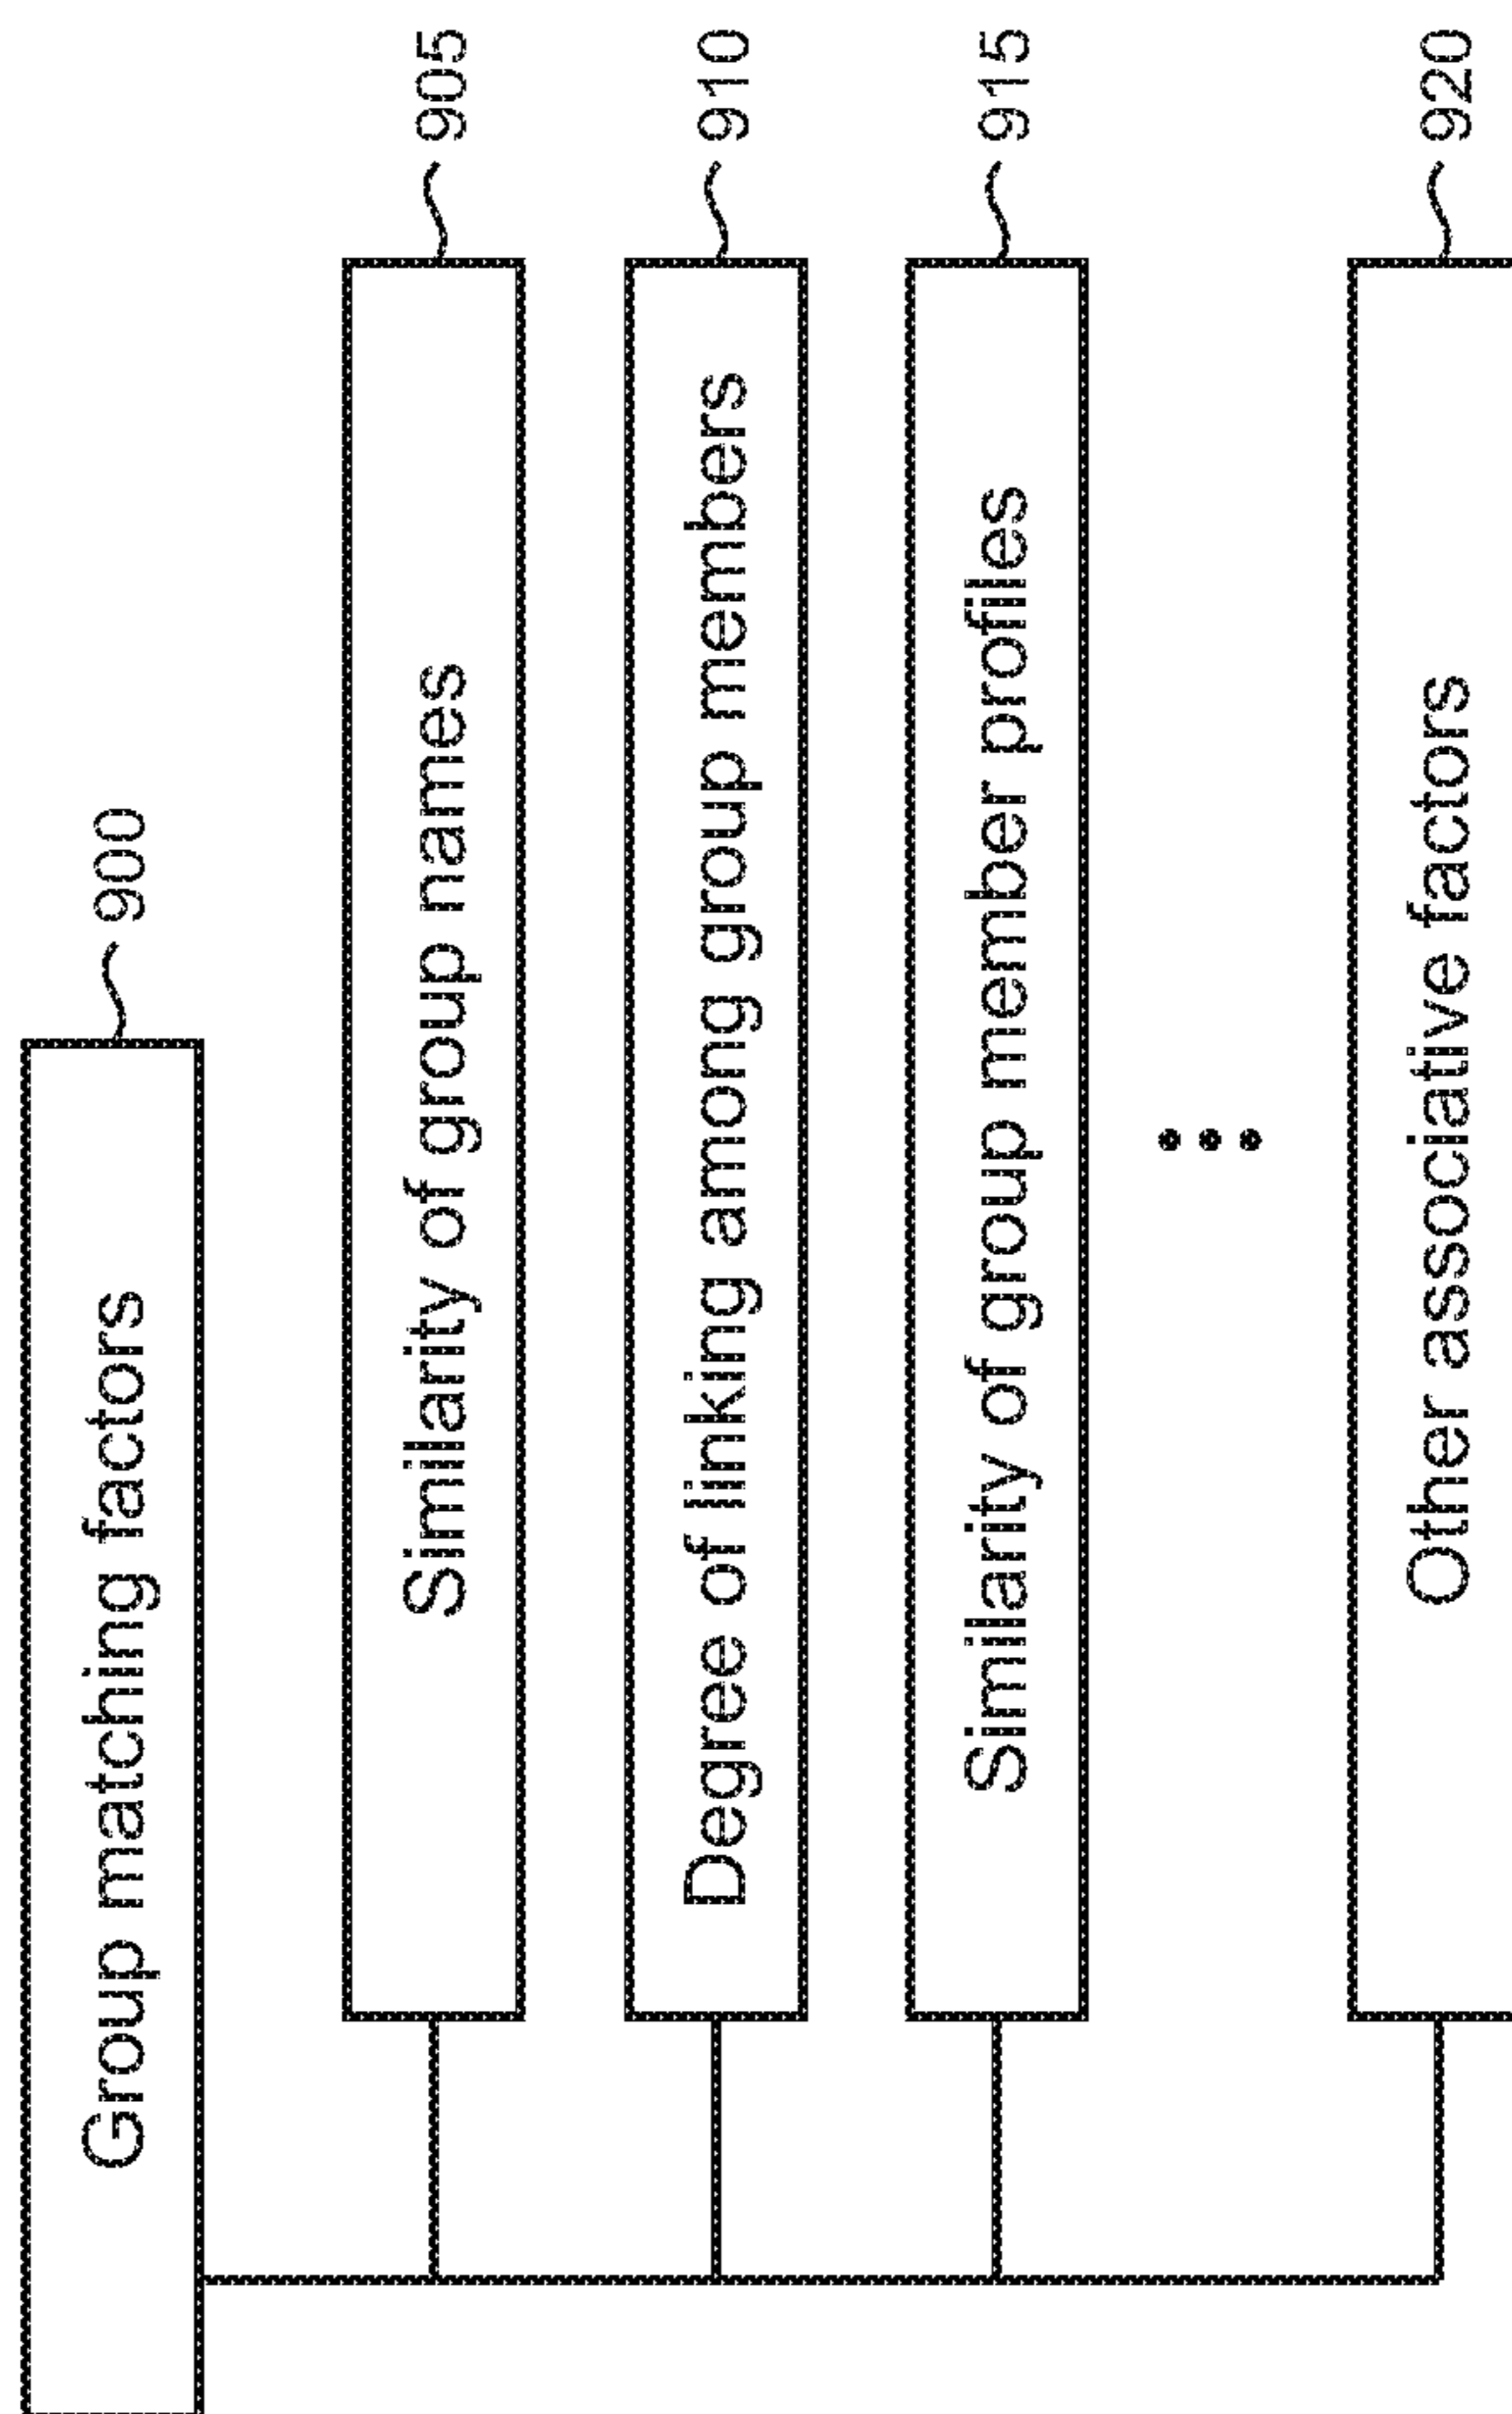 Group matching factors
900
Similarity of group names
905
Degree of linking among group members
910
Similarity of group member profiles
915
Other associative factors
920